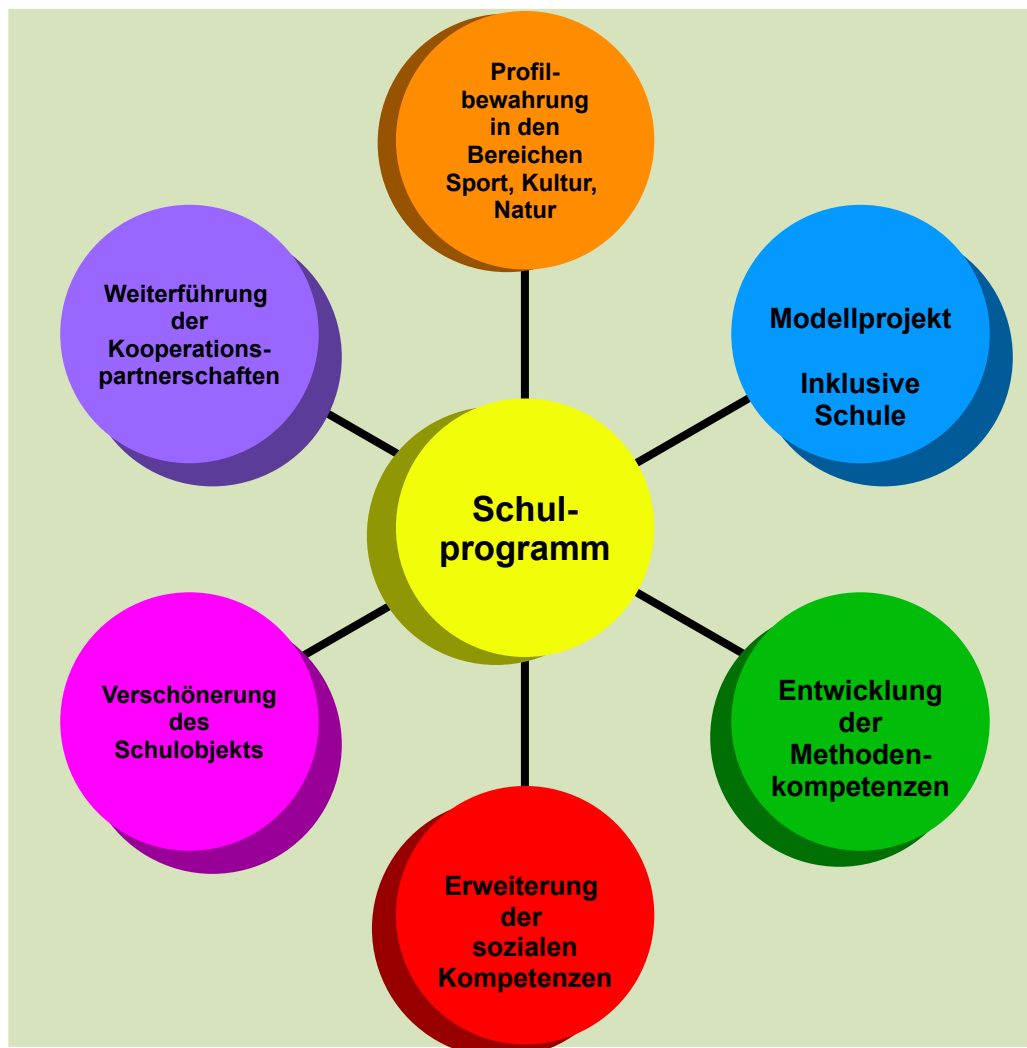 Profil-
bewahrung
in den
Bereichen
Sport, Kultur,
Natur
Weiterführung
der
Kooperations-
partnerschaften
Modellprojekt
Inklusive
Schule
Schul-
programm
Verschönerung
des
Schulobjekts
Entwicklung
der
Methoden-
kompetenzen
Erweiterung
der
sozialen
Kompetenzen